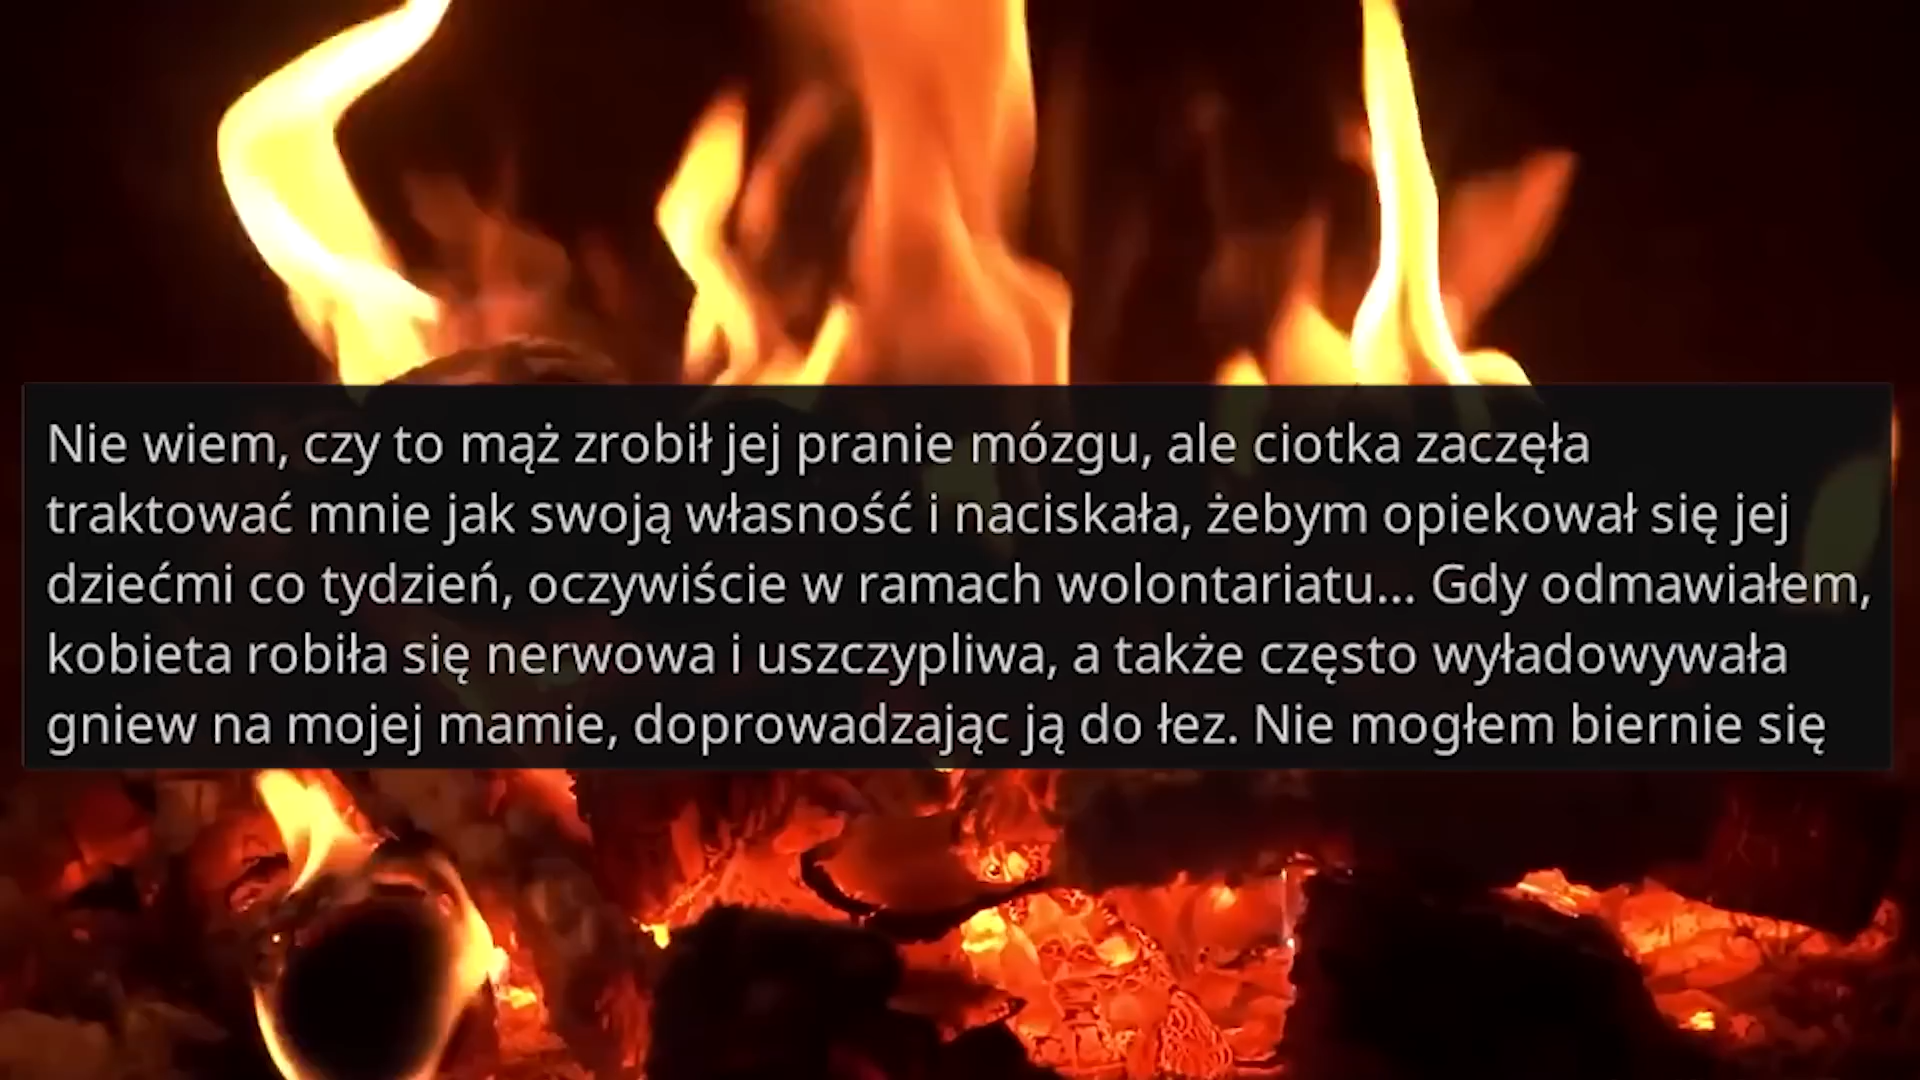 Nie wiem, czy to mąż zrobił jej pranie mózgu, ale ciotka zaczęła
traktować mnie jak swoją własność i naciskała, żebym opiekował się jej
dziećmi co tydzień, oczywiście w ramach wolontariatu... Gdy odmawiałem,
kobieta robiła się nerwowa i uszczypliwa, a także często wyładowywała
gniew na mojej mamie, doprowadzając ją do łez. Nie mogłem biernie się